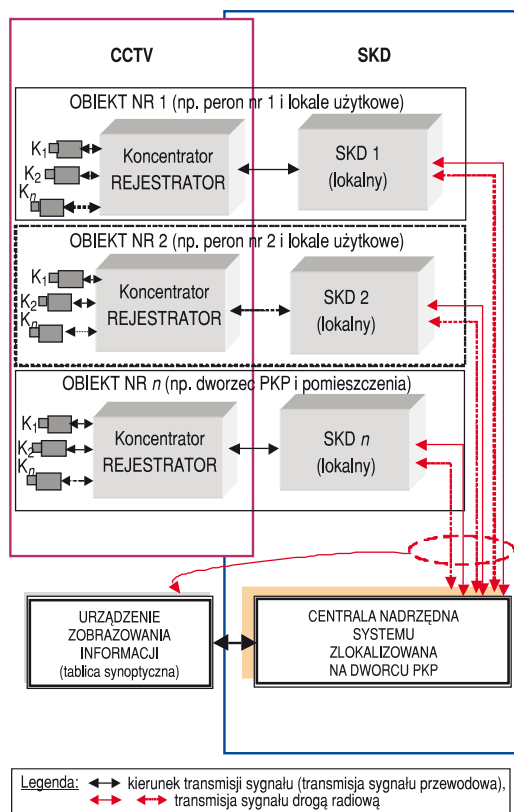 CCTV
SKD
OBIEKT NR 1 (np. peron nr 1 i lokale użytkowe)
K1
K2
Kn
Koncentrator
REJESTRATOR
SKD 1
(lokalny)
OBIEKT NR 2 (np. peron nr 2 i lokale użytkowe)
K1
K2
Kn
Koncentrator
REJESTRATOR
SKD 2
(lokalny)
OBIEKT NR n (np. dworzec PKP i pomieszczenia)
K1
K2
Kn
Koncentrator
REJESTRATOR
SKD n
(lokalny)
URZĄDZENIE
ZOBRAZOWANIA
INFORMACJI
(tablica synoptyczna)
CENTRALA NADRZĘDNA
SYSTEMU
ZLOKALIZOWANA
NA DWORCU PKP
Legenda: kierunek transmisji sygnału (transmisja sygnału przewodowa),
transmisja sygnału drogą radiową